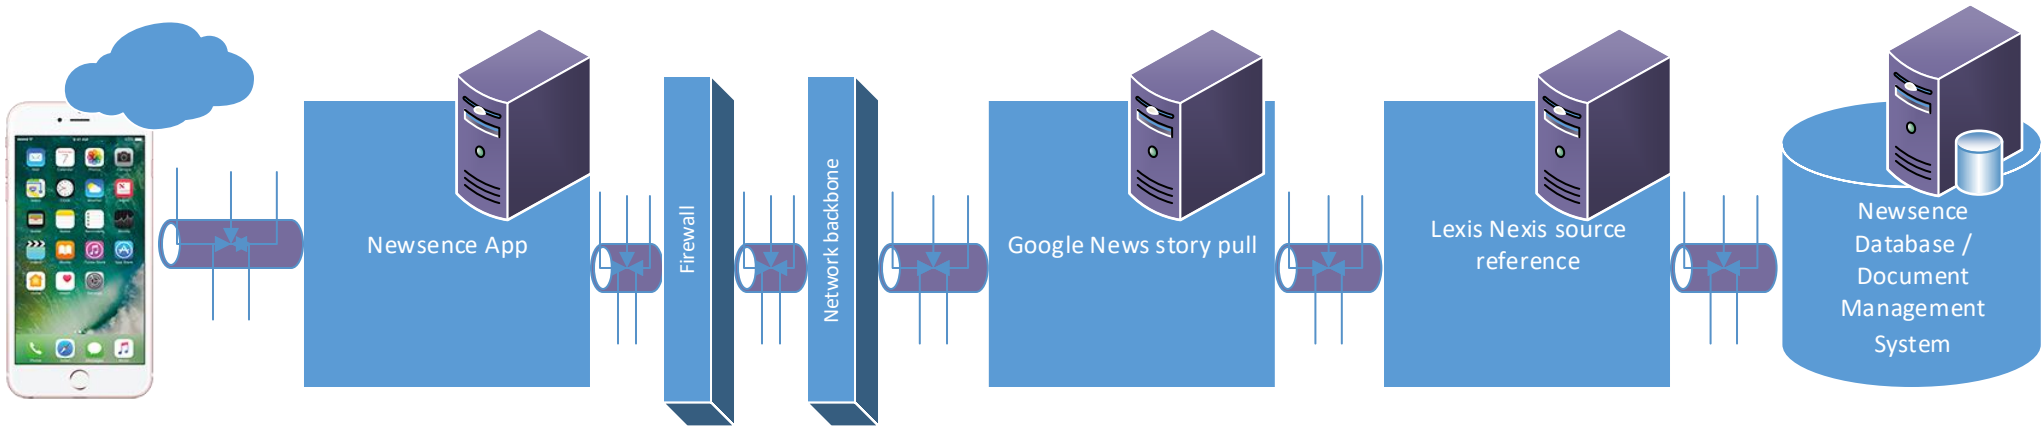 Newsence App
Firewall
Network backbone
Google News story pull
Lexis Nexis source
reference
Newsence
Database /
Document
Management
System